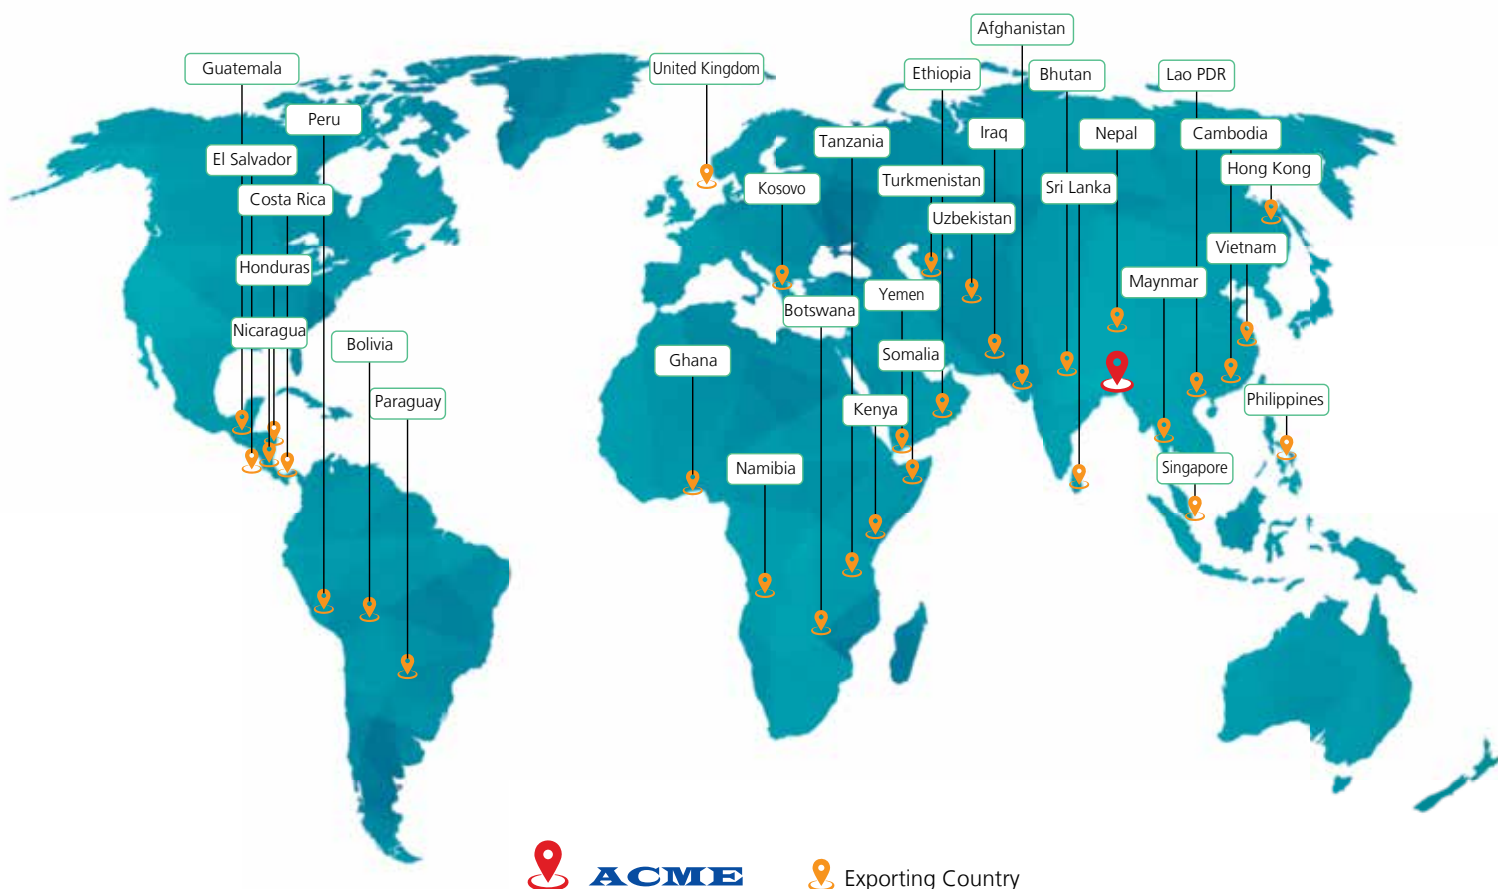 Afghanistan
Guatemala
United Kingdom
Ethiopia
Bhutan
Lao PDR
Peru
Tanzania
Iraq
Nepal
Cambodia
El Salvador
Hong Kong
Kosovo
Turkmenistan
Sri Lanka
Costa Rica
Uzbekistan
Vietnam
Honduras
Maynmar
Yemen
Botswana
Nicaragua
Bolivia
Ghana
Somalia
Paraguay
Kenya
Philippines
Namibia
Singapore
ACME
Exporting Country